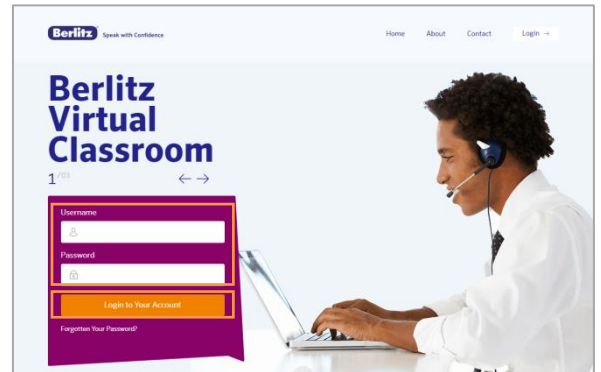 Berlitz Speak with Confidence
Home About Contact Login →
Berlitz
Virtual
Classroom
1/03 ← →
Username
Password
Login to Your Account
Forgotten Your Password?